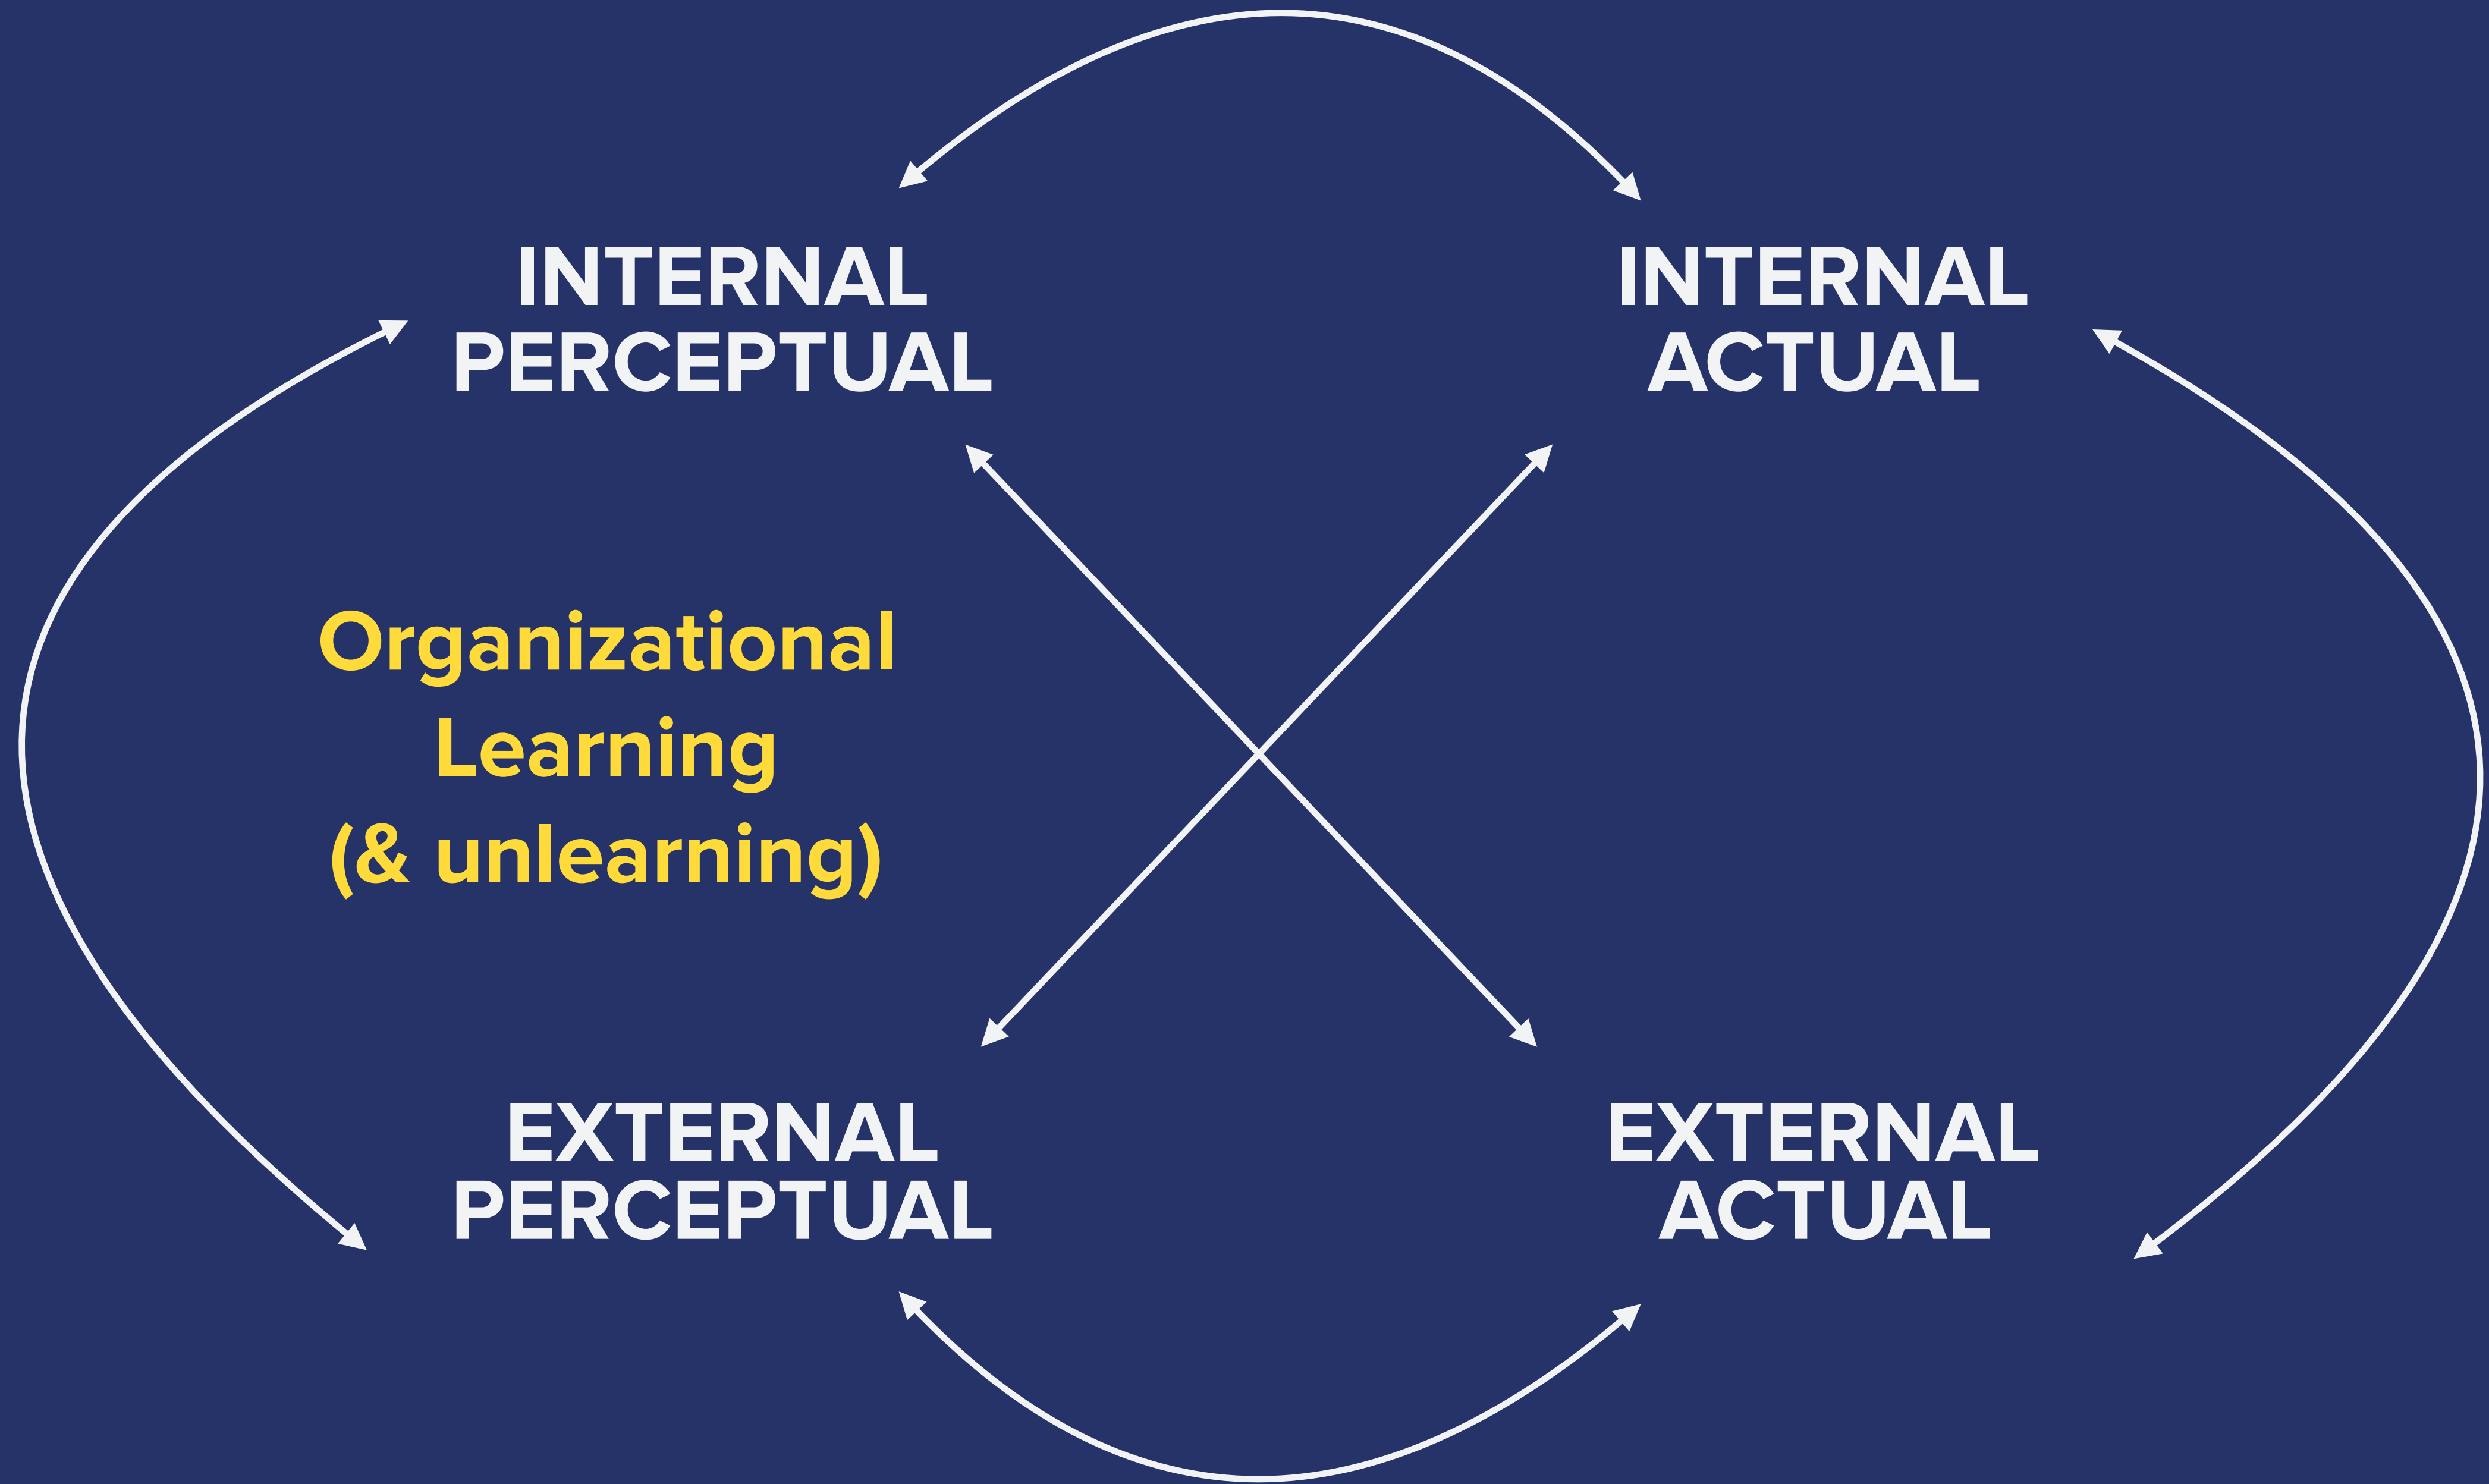 INTERNAL
PERCEPTUAL
INTERNAL
ACTUAL
Organizational
Learning
(& unlearning)
EXTERNAL
PERCEPTUAL
EXTERNAL
ACTUAL